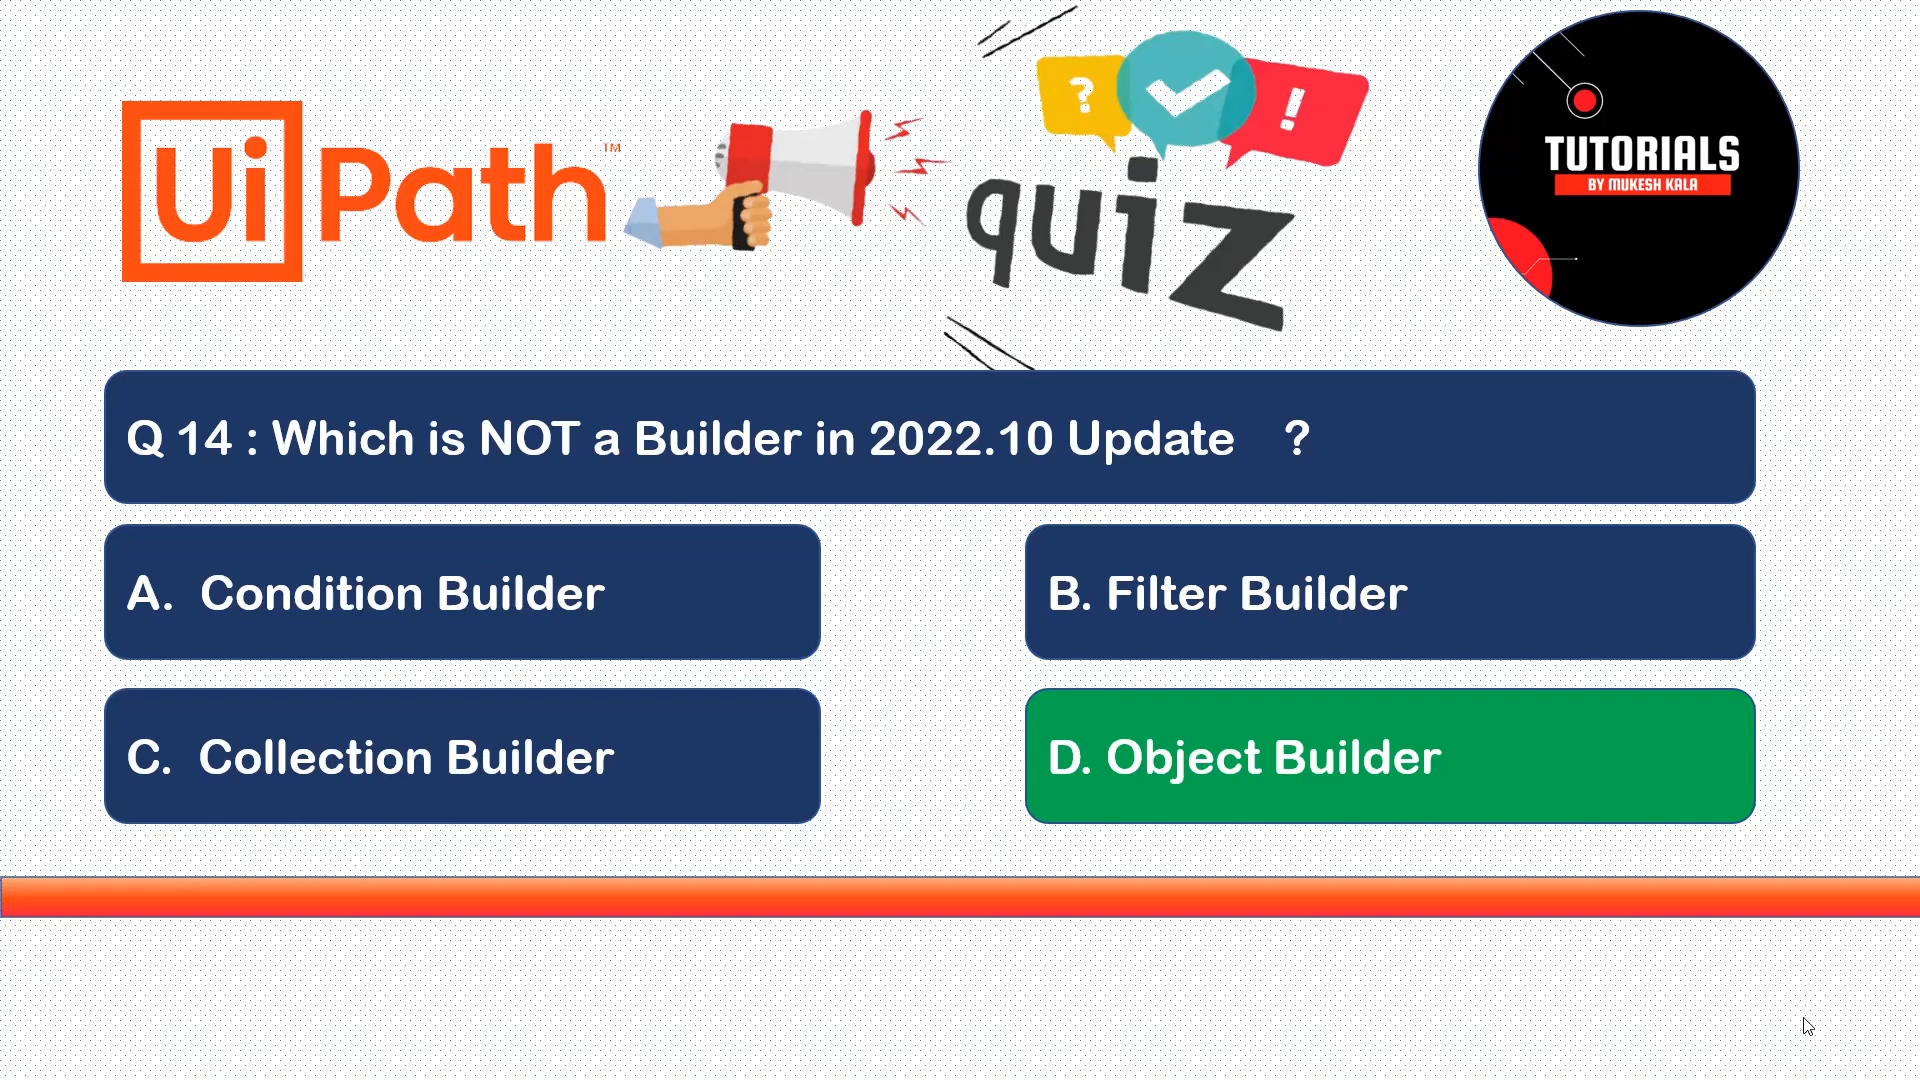 UiPath™
? !
quiz
TUTORIALS
BY MUKESH KALA
Q 14 : Which is NOT a Builder in 2022.10 Update ?
A. Condition Builder
B. Filter Builder
C. Collection Builder
D. Object Builder